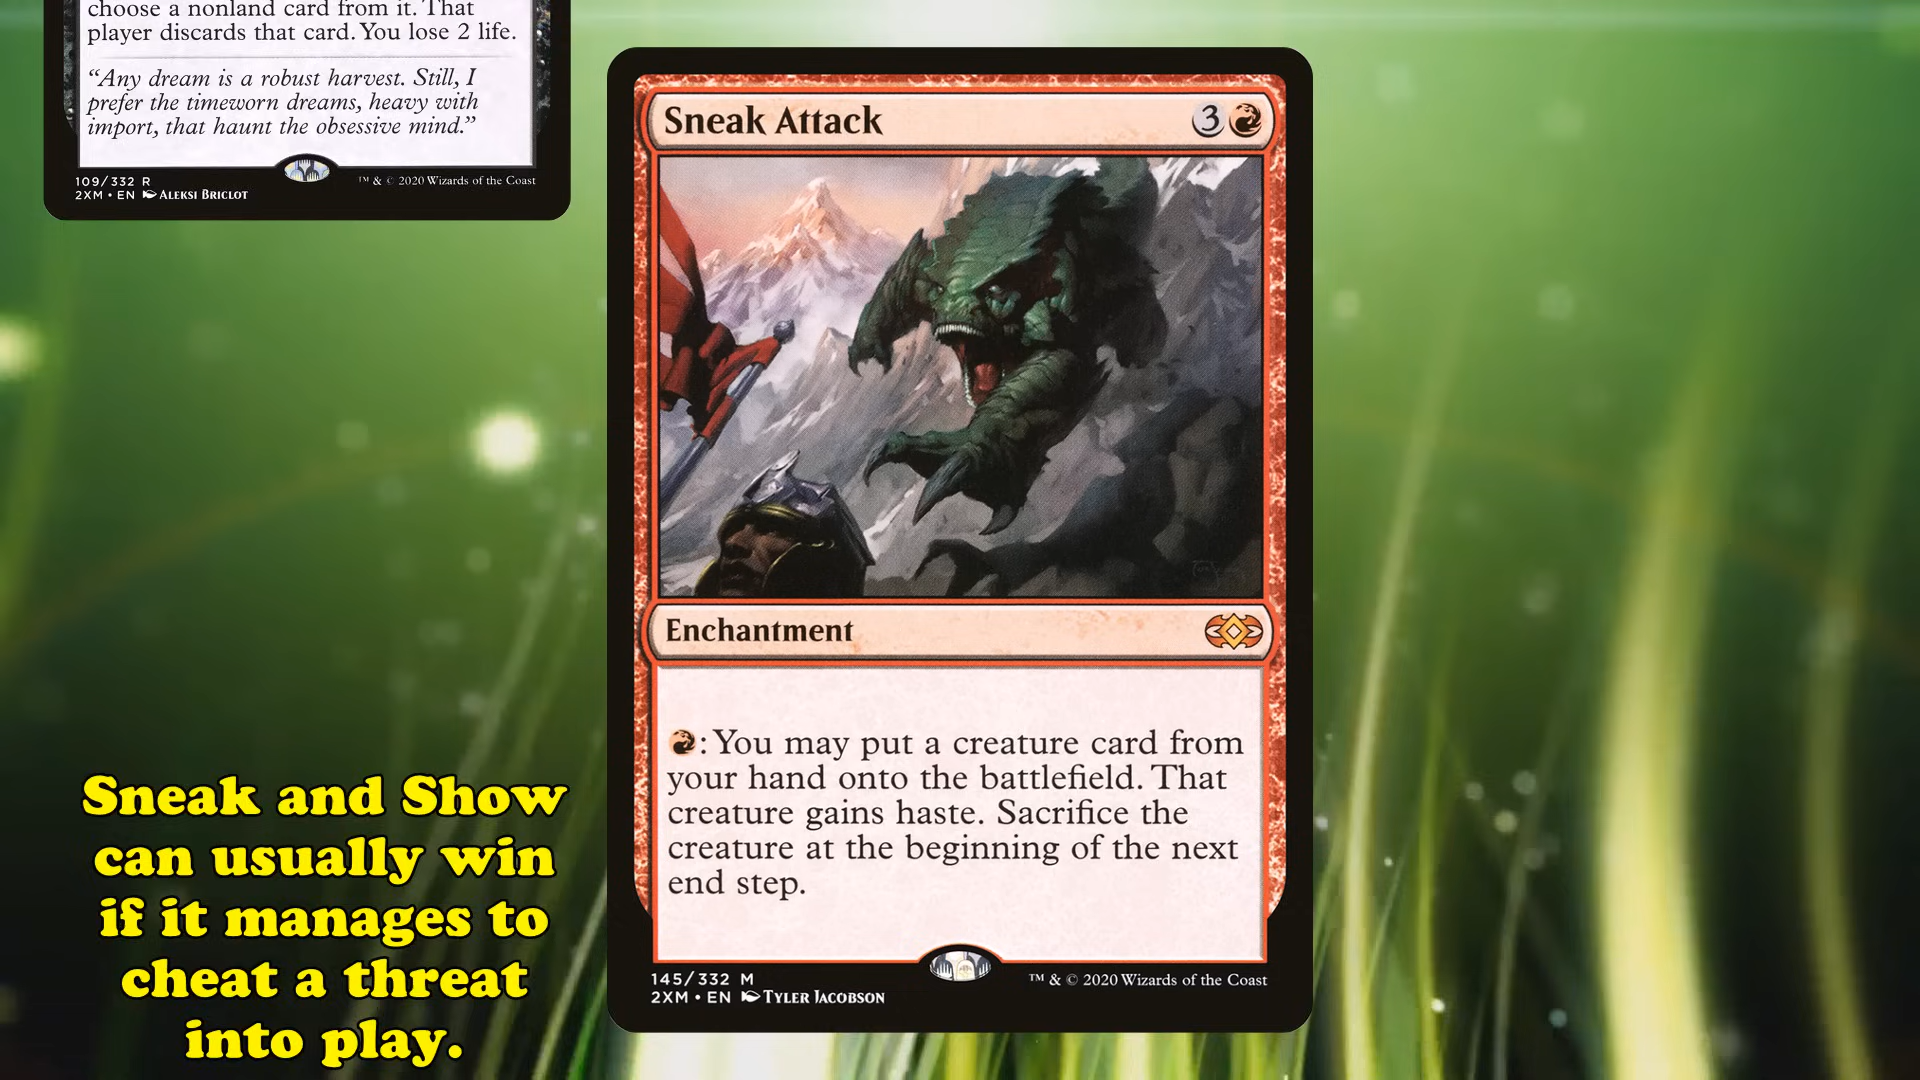 choose a nonland card from it. That
player discards that card. You lose 2 life.
“Any dream is a robust harvest. Still, I
prefer the timeworn dreams, heavy with
import, that haunt the obsessive mind.”
109/332 R
2XM • EN ALEKSI BRICLOT
™ & © 2020 Wizards of the Coast
Sneak Attack 3
Enchantment
: You may put a creature card from
your hand onto the battlefield. That
creature gains haste. Sacrifice the
creature at the beginning of the next
end step.
145/332 M
2XM • EN TYLER JACOBSON
™ & © 2020 Wizards of the Coast
Sneak and Show
can usually win
if it manages to
cheat a threat
into play.